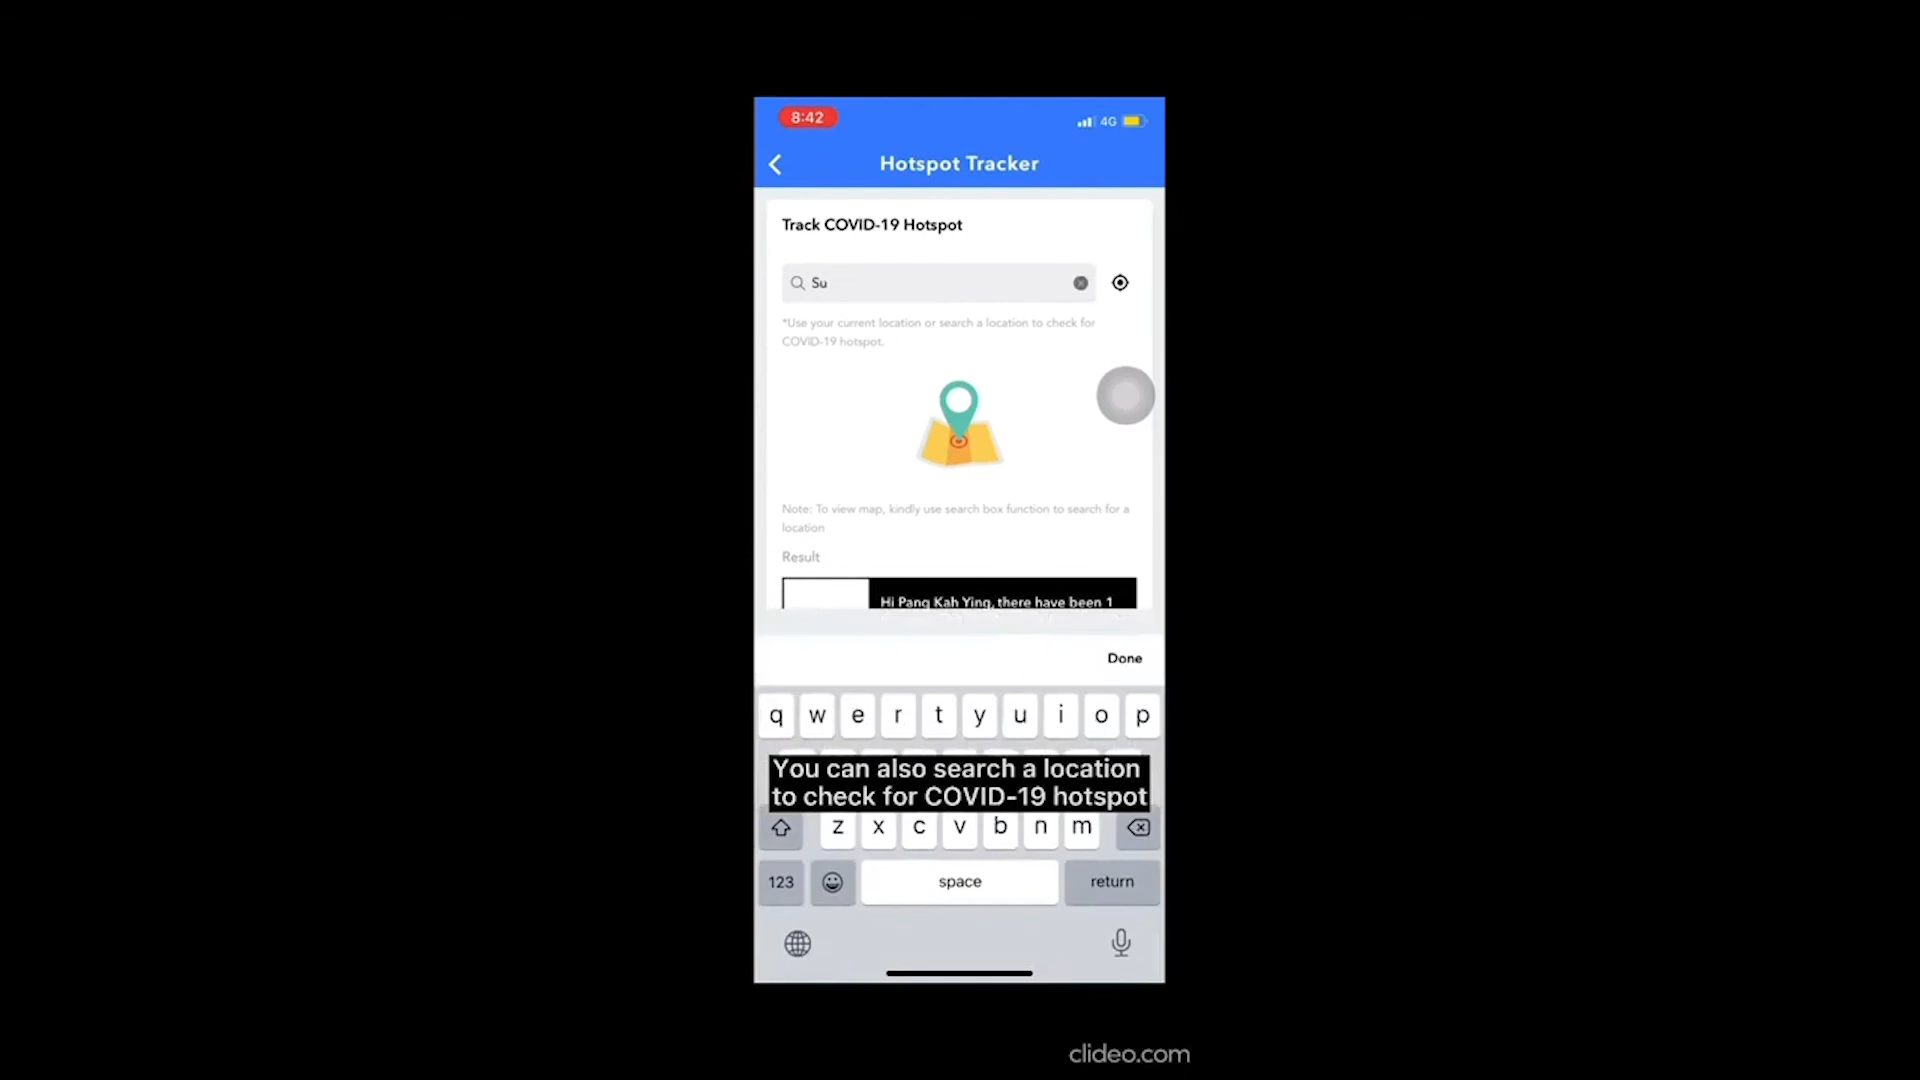 8:42
4G
Hotspot Tracker
Track COVID-19 Hotspot
Su
*Use your current location or search a location to check for
COVID-19 hotspot.
Note: To view map, kindly use search box function to search for a
location
Result
Hi Pang Kah Ying, there have been 1
Done
q w e r t y u i o p
You can also search a location
to check for COVID-19 hotspot
z x c v b n m
123 space return
clideo.com